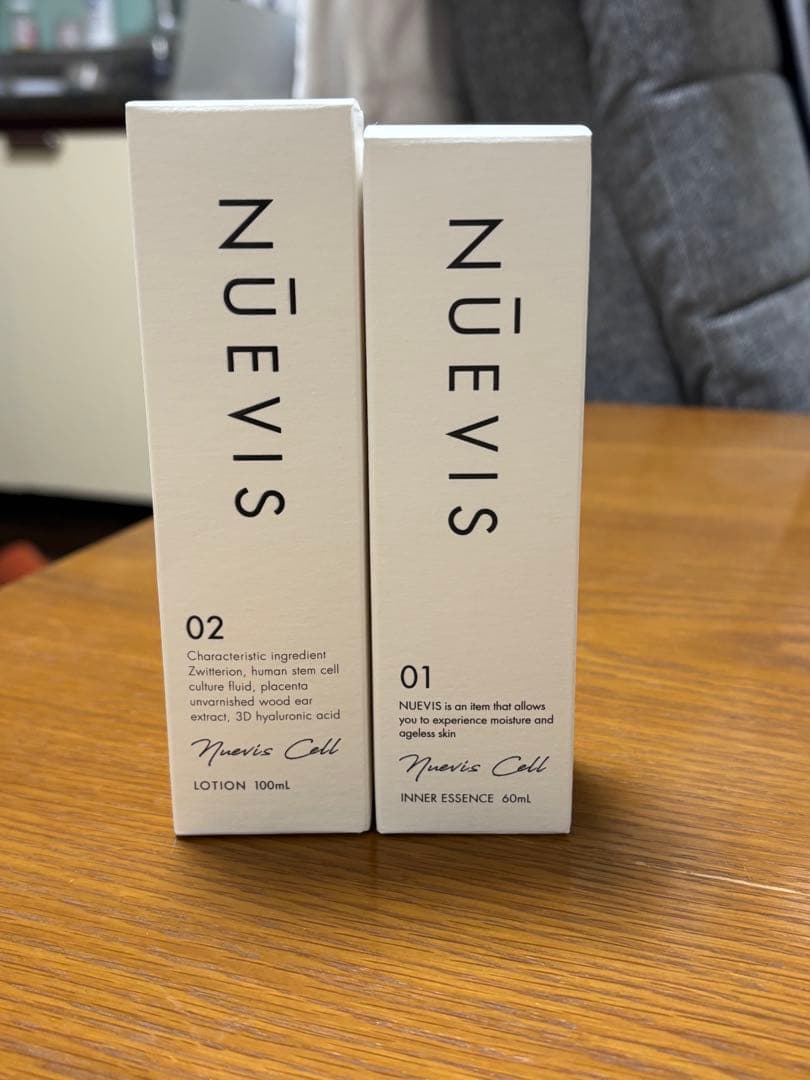 NŪEVIS
02
Characteristic ingredient
Zwitterion, human stem cell
culture fluid, placenta
unvarnished wood ear
extract, 3D hyaluronic acid
Nuevis Cell
LOTION 100mL
NŪEVIS
01
NUEVIS is an item that allows
you to experience moisture and
ageless skin
Nuevis Cell
INNER ESSENCE 60mL